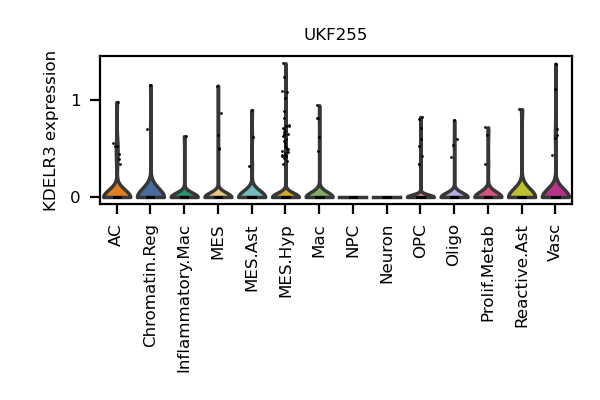 UKF255
KDELR3 expression
1
0
AC
Chromatin.Reg
Inflammatory.Mac
MES
MES.Ast
MES.Hyp
Mac
NPC
Neuron
OPC
Oligo
Prolif.Metab
Reactive.Ast
Vasc